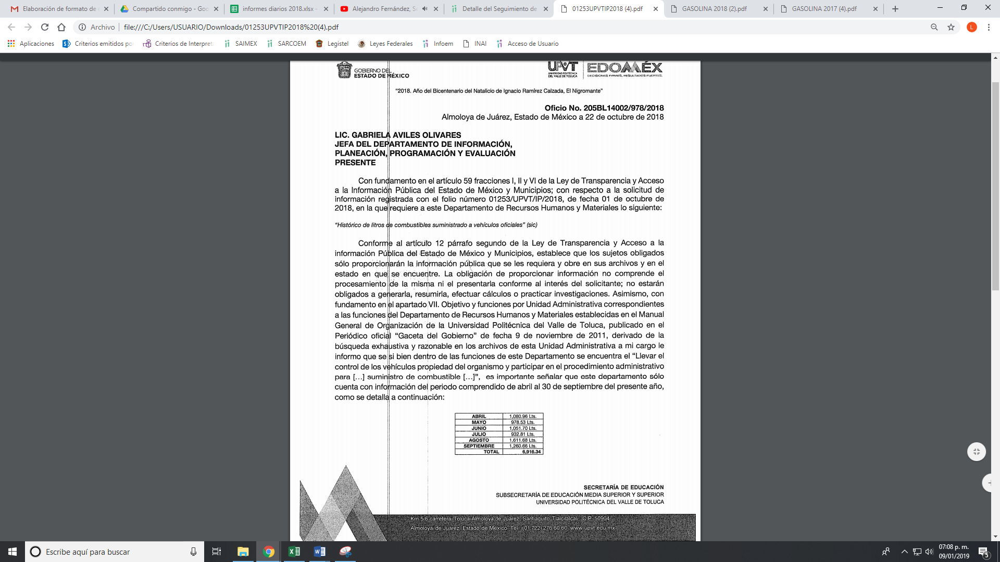 Elaboración de formato de
Compartido conmigo - Goo
informes diarios 2018.xlsx -
Alejandro Fernández, Se
Detalle del Seguimiento de
01253UPVTIP2018 (4).pdf
GASOLINA 2018 (2).pdf
GASOLINA 2017 (4).pdf
Archivo
file:///C:/Users/USUARIO/Downloads/01253UPVTIP2018%20(4).pdf
L
Aplicaciones
Criterios emitidos po
Criterios de Interpreta
SAIMEX
SARCOEM
Legistel
Leyes Federales
Infoem
INAI
Acceso de Usuario
GOBIERNO DEL
ESTADO DE MÉXICO
UPVT
UNIVERSIDAD POLITÉCNICA
DEL VALLE DE TOLUCA
EDOMÉX
DECISIONES FIRMES, RESULTADOS FUERTES.
"2018. Año del Bicentenario del Natalicio de Ignacio Ramírez Calzada, El Nigromante"
Oficio No. 205BL14002/978/2018
Almoloya de Juárez, Estado de México a 22 de octubre de 2018
LIC. GABRIELA AVILES OLIVARES
JEFA DEL DEPARTAMENTO DE INFORMACIÓN,
PLANEACIÓN, PROGRAMACIÓN Y EVALUACIÓN
PRESENTE
Con fundamento en el artículo 59 fracciones I, II y VI de la Ley de Transparencia y Acceso
a la Información Pública del Estado de México y Municipios; con respecto a la solicitud de
información registrada con el folio número 01253/UPVT/IP/2018, de fecha 01 de octubre de
2018, en la que requiere a este Departamento de Recursos Humanos y Materiales lo siguiente:
"Histórico de litros de combustibles suministrado a vehículos oficiales" (sic)
Conforme al artículo 12 párrafo segundo de la Ley de Transparencia y Acceso a la
información Pública del Estado de México y Municipios, establece que los sujetos obligados
sólo proporcionarán la información pública que se les requiera y obre en sus archivos y en el
estado en que se encuentre. La obligación de proporcionar información no comprende el
procesamiento de la misma ni el presentarla conforme al interés del solicitante; no estarán
obligados a generarla, resumirla, efectuar cálculos o practicar investigaciones. Asimismo, con
fundamento en el apartado VII. Objetivo y funciones por Unidad Administrativa correspondientes
a las funciones del Departamento de Recursos Humanos y Materiales establecidas en el Manual
General de Organización de la Universidad Politécnica del Valle de Toluca, publicado en el
Periódico oficial "Gaceta del Gobierno" de fecha 9 de noviembre de 2011, derivado de la
búsqueda exhaustiva y razonable en los archivos de esta Unidad Administrativa a mi cargo le
informo que se si bien dentro de las funciones de este Departamento se encuentra el "Llevar el
control de los vehículos propiedad del organismo y participar en el procedimiento administrativo
para [...] suministro de combustible [...]", es importante señalar que este departamento sólo
cuenta con información del periodo comprendido de abril al 30 de septiembre del presente año,
como se detalla a continuación:
ABRIL 1,080.96 Lts.
MAYO 978.53 Lts.
JUNIO 1,051.70 Lts.
JULIO 932.81 Lts.
AGOSTO 1,611.68 Lts.
SEPTIEMBRE 1,260.66 Lts.
TOTAL 6,916.34
SECRETARÍA DE EDUCACIÓN
SUBSECRETARÍA DE EDUCACIÓN MEDIA SUPERIOR Y SUPERIOR
UNIVERSIDAD POLITÉCNICA DEL VALLE DE TOLUCA
Km 5.6 carretera Toluca-Almoloya de Juárez, Santiaguito Tlalcilalcali, C.P. 50904,
Almoloya de Juárez, Estado de México. Tel.: (01 722) 276 60 60 www.upvt.edu.mx
Escribe aquí para buscar
07:08 p. m.
09/01/2019
5